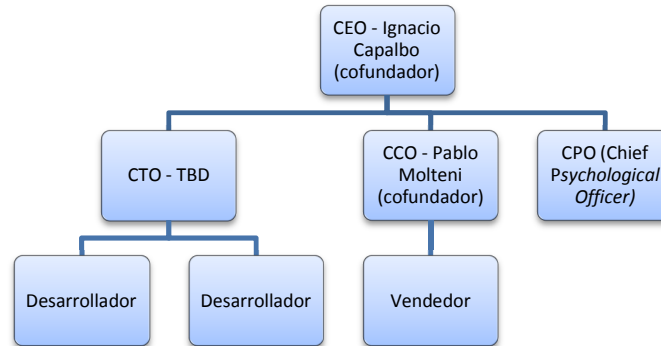 CEO - Ignacio
Capalbo
(cofundador)
CTO - TBD
CCO - Pablo
Molteni
(cofundador)
CPO (Chief
Psychological
Officer)
Desarrollador
Desarrollador
Vendedor